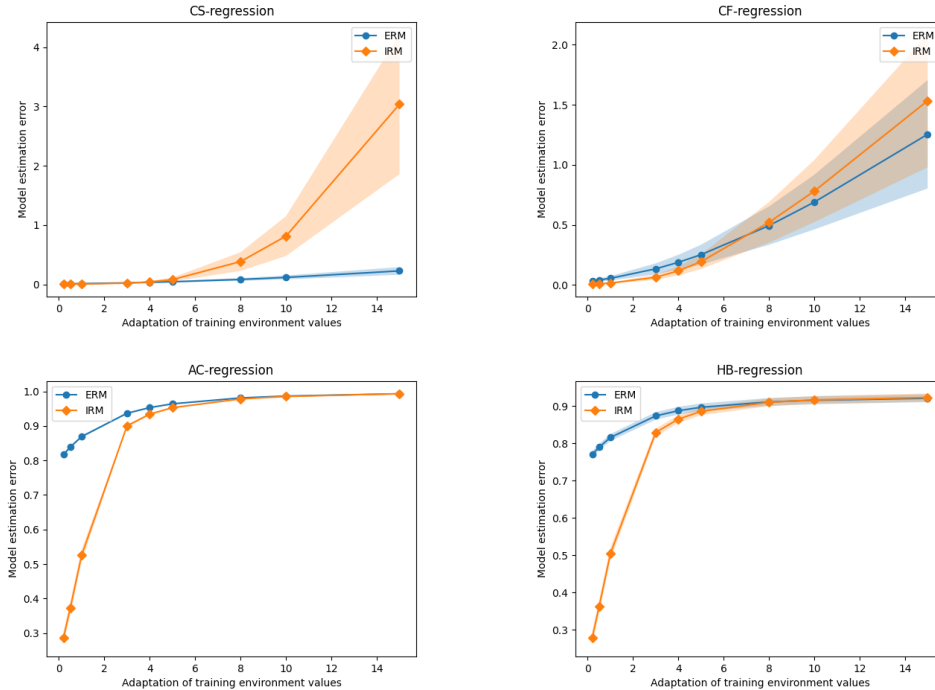 CS-regression
ERM
IRM
4
3
2
1
0
Model estimation error
0 2 4 6 8 10 12 14
Adaptation of training environment values
CF-regression
ERM
IRM
2.0
1.5
1.0
0.5
0.0
Model estimation error
0 2 4 6 8 10 12 14
Adaptation of training environment values
AC-regression
ERM
IRM
1.0
0.9
0.8
0.7
0.6
0.5
0.4
0.3
Model estimation error
0 2 4 6 8 10 12 14
Adaptation of training environment values
HB-regression
ERM
IRM
0.9
0.8
0.7
0.6
0.5
0.4
0.3
Model estimation error
0 2 4 6 8 10 12 14
Adaptation of training environment values